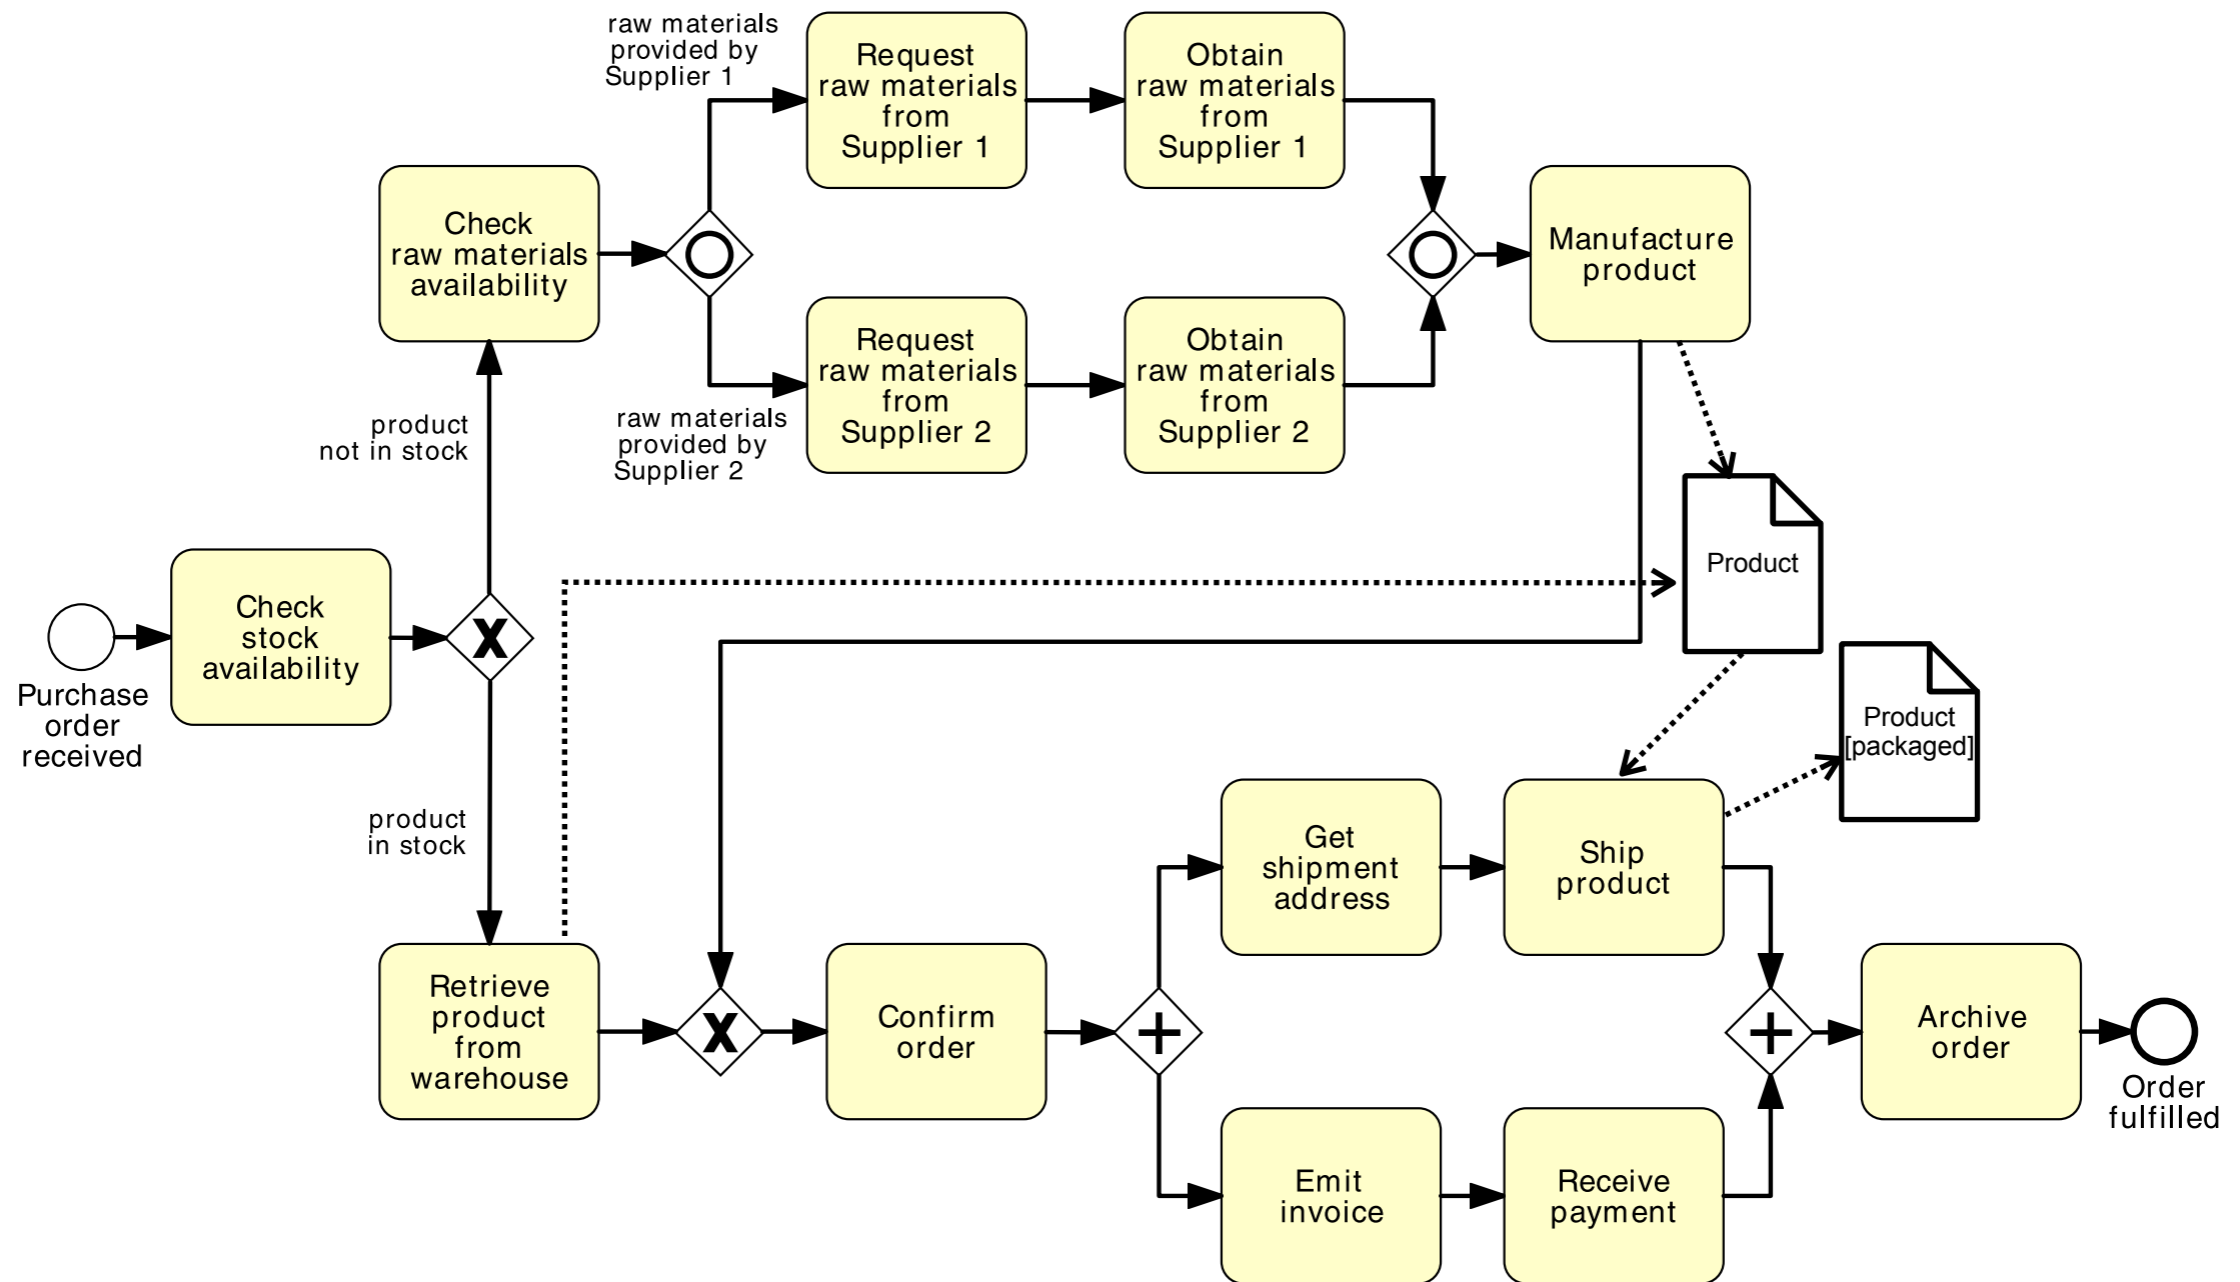 raw materials
provided by
Supplier 1
Request
raw materials
from
Supplier 1
Obtain
raw materials
from
Supplier 1
Check
raw materials
availability
Manufacture
product
Request
raw materials
from
Supplier 2
Obtain
raw materials
from
Supplier 2
raw materials
provided by
Supplier 2
product
not in stock
Product
Check
stock
availability
X
Purchase
order
received
Product
[packaged]
product
in stock
Get
shipment
address
Ship
product
Retrieve
product
from
warehouse
X
Confirm
order
Archive
order
Order
fulfilled
Emit
invoice
Receive
payment